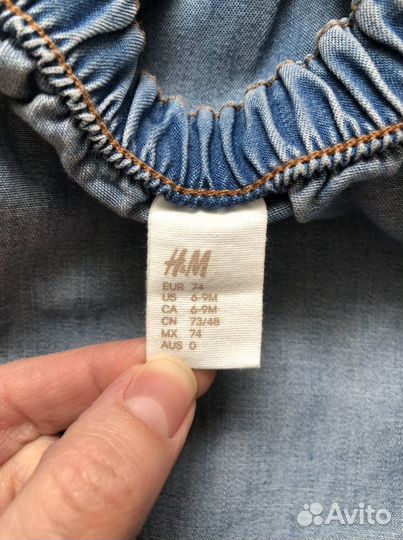 H&M
EUR 74
US 6-9M
CA 6-9M
CN 73/48
MX 74
AUS 0
Avito